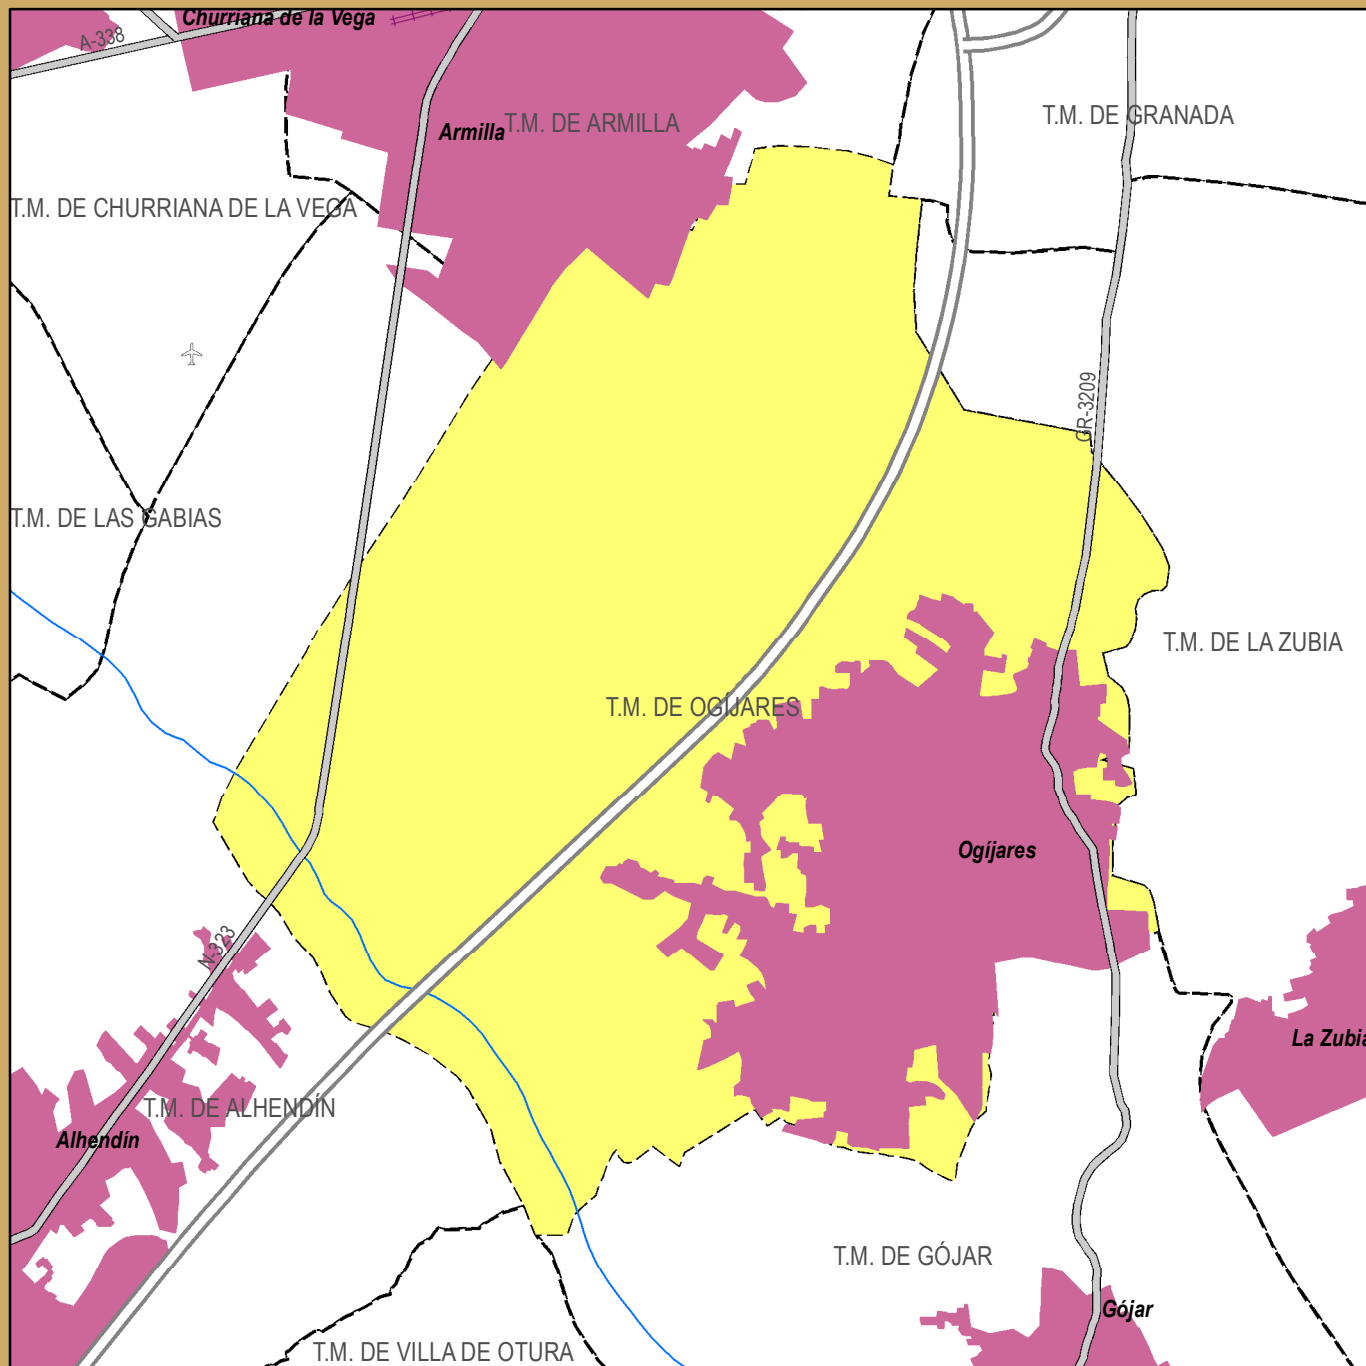 Churriana de la Vega
A-338
Armilla
T.M. DE ARMILLA
T.M. DE GRANADA
T.M. DE CHURRIANA DE LA VEGA
GR-3209
T.M. DE LAS GABIAS
T.M. DE LA ZUBIA
T.M. DE OGÍJARES
Ogíjares
N-323
La Zubia
T.M. DE ALHENDÍN
Alhendín
T.M. DE GÓJAR
Gójar
T.M. DE VILLA DE OTURA